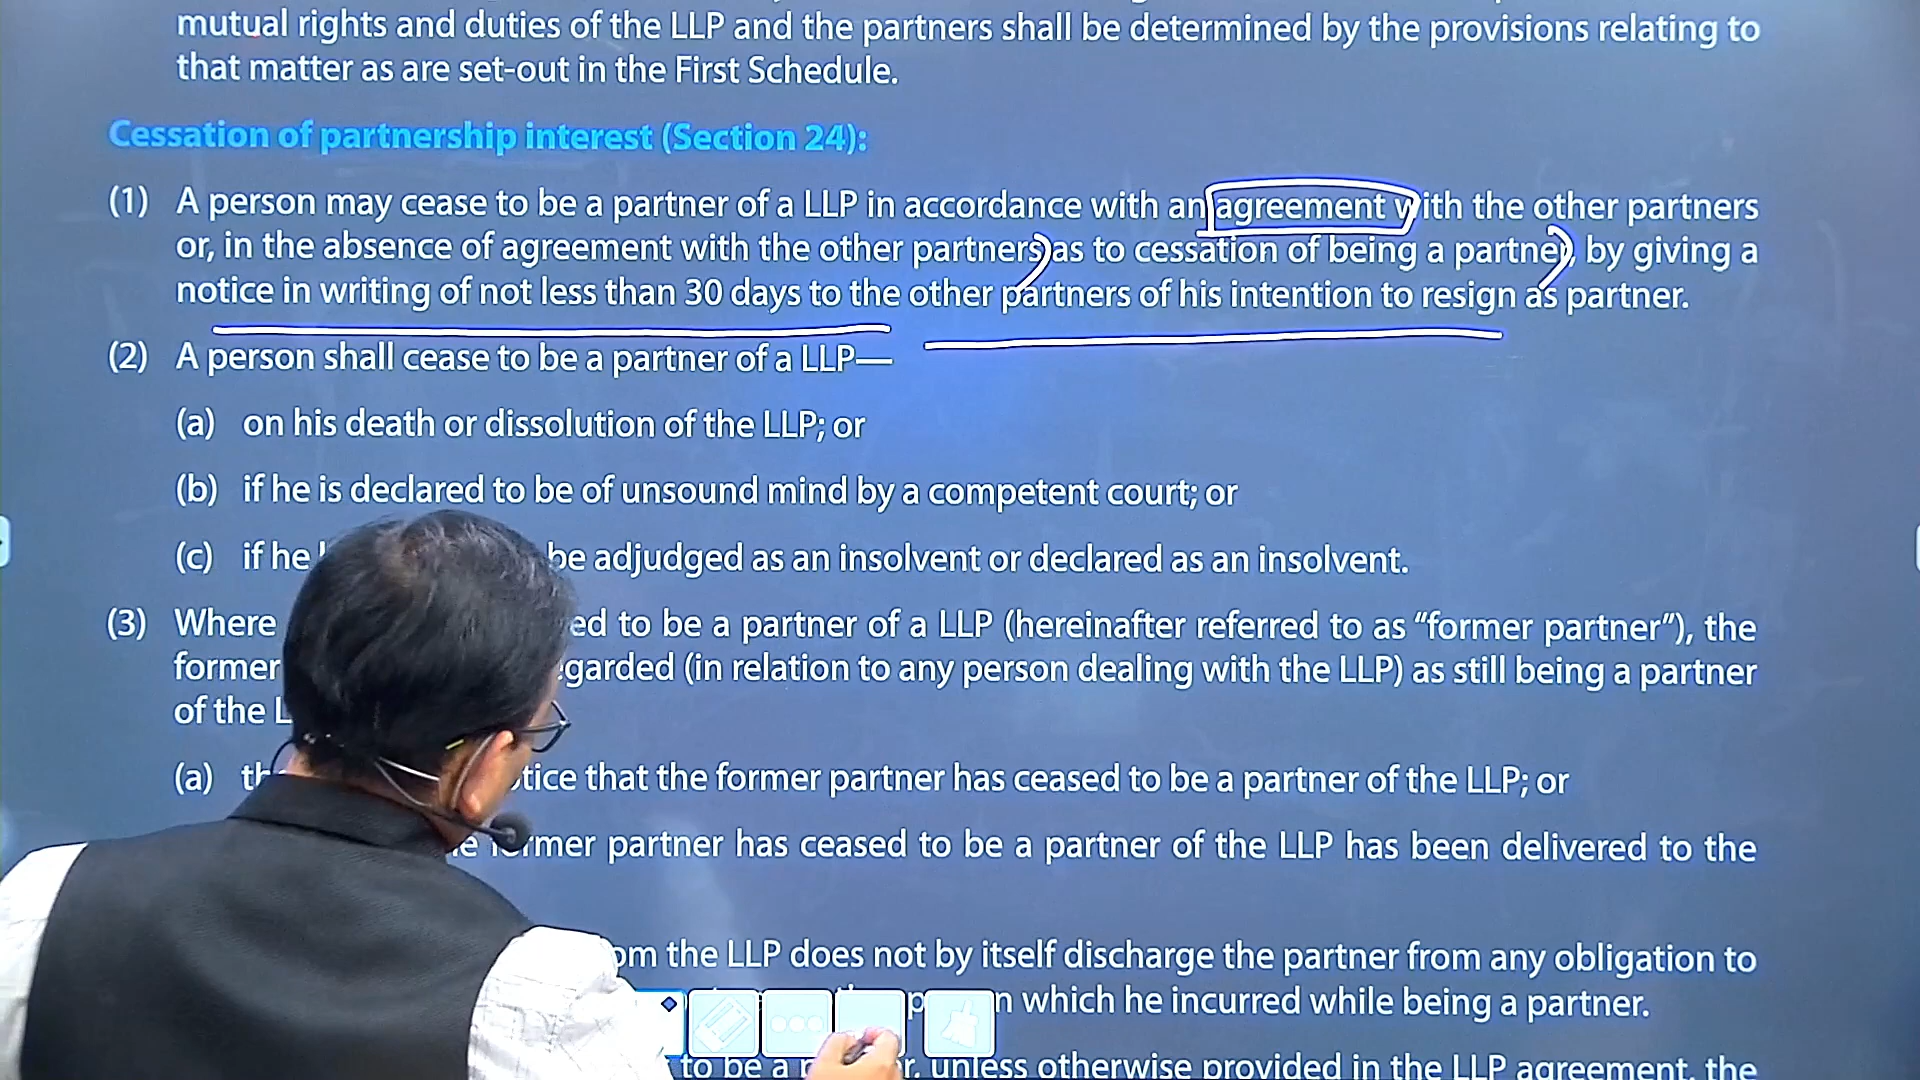 mutual rights and duties of the LLP and the partners shall be determined by the provisions relating to
that matter as are set-out in the First Schedule.
Cessation of partnership interest (Section 24):
(1) A person may cease to be a partner of a LLP in accordance with an agreement with the other partners
or, in the absence of agreement with the other partners as to cessation of being a partner, by giving a
notice in writing of not less than 30 days to the other partners of his intention to resign as partner.
(2) A person shall cease to be a partner of a LLP—
(a) on his death or dissolution of the LLP; or
(b) if he is declared to be of unsound mind by a competent court; or
(c) if he be adjudged as an insolvent or declared as an insolvent.
(3) Where to be a partner of a LLP (hereinafter referred to as “former partner”), the
former (in relation to any person dealing with the LLP) as still being a partner
of the
(a) that the former partner has ceased to be a partner of the LLP; or
partner has ceased to be a partner of the LLP has been delivered to the
the LLP does not by itself discharge the partner from any obligation to
which he incurred while being a partner.
to be a unless otherwise provided in the LLP agreement, the